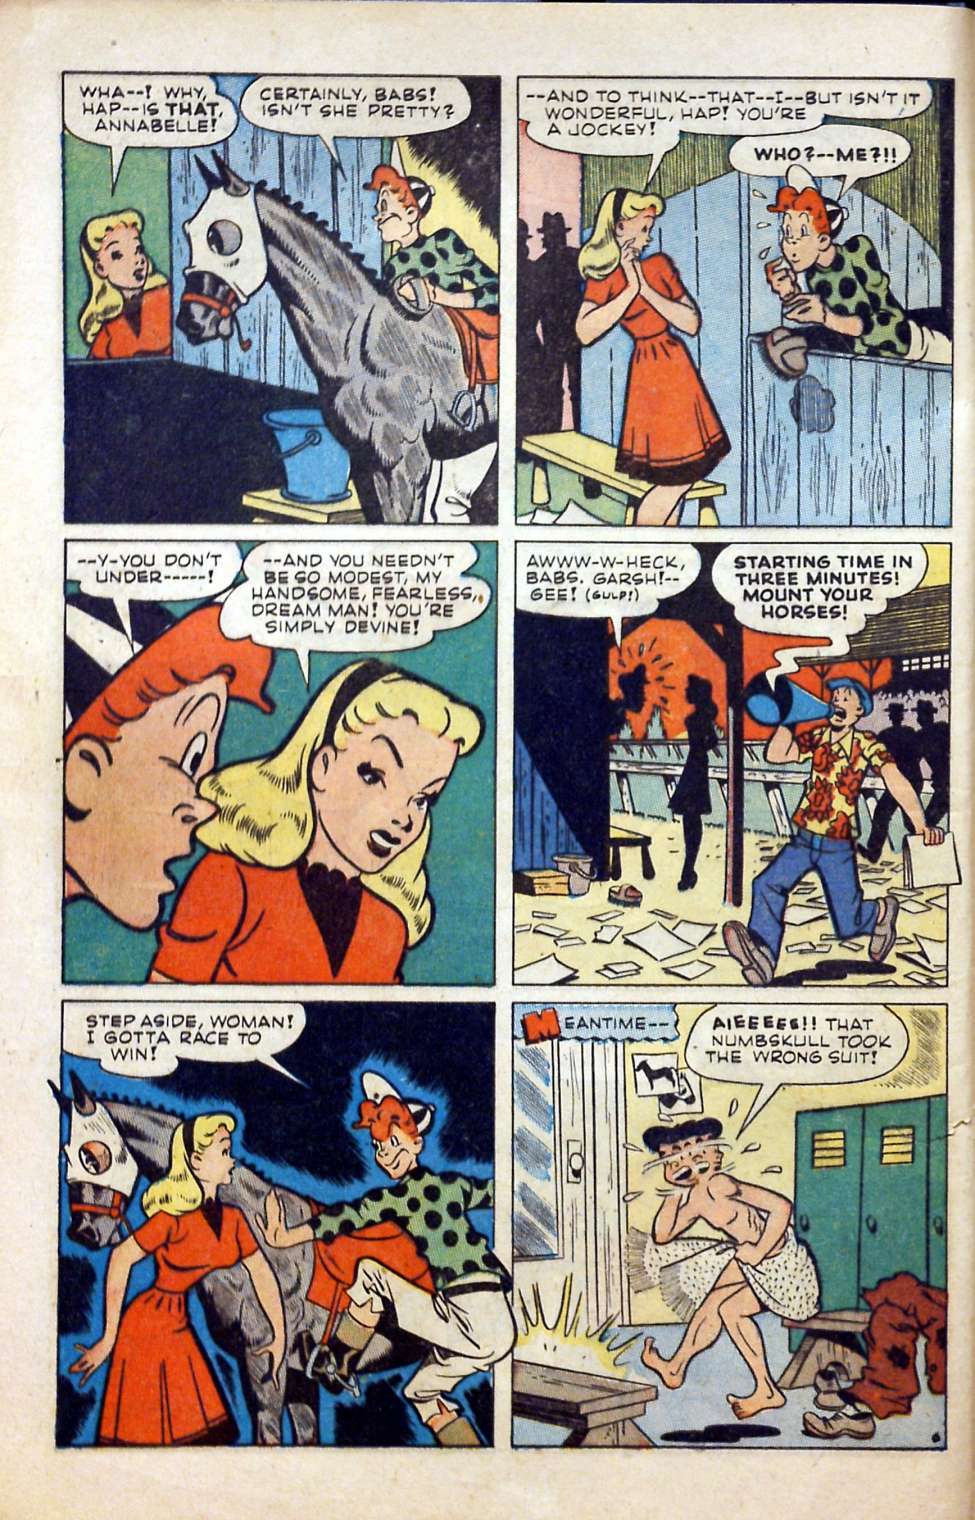 WHA--! WHY,
HAP--IS THAT,
ANNABELLE!
CERTAINLY, BABS!
ISN'T SHE PRETTY?
--AND TO THINK--THAT--I--BUT ISN'T IT
WONDERFUL, HAP! YOU'RE
A JOCKEY!
WHO?--ME?!!
--Y-YOU DON'T
UNDER-----!
--AND YOU NEEDN'T
BE SO MODEST, MY
HANDSOME, FEARLESS,
DREAM MAN! YOU'RE
SIMPLY DEVINE!
AWWW-W-HECK,
BABS. GARSH!--
GEE! (GULP!)
STARTING TIME IN
THREE MINUTES!
MOUNT YOUR
HORSES!
STEP ASIDE, WOMAN!
I GOTTA RACE TO
WIN!
MEANTIME--
AIEEEEE!! THAT
NUMBSKULL TOOK
THE WRONG SUIT!
6